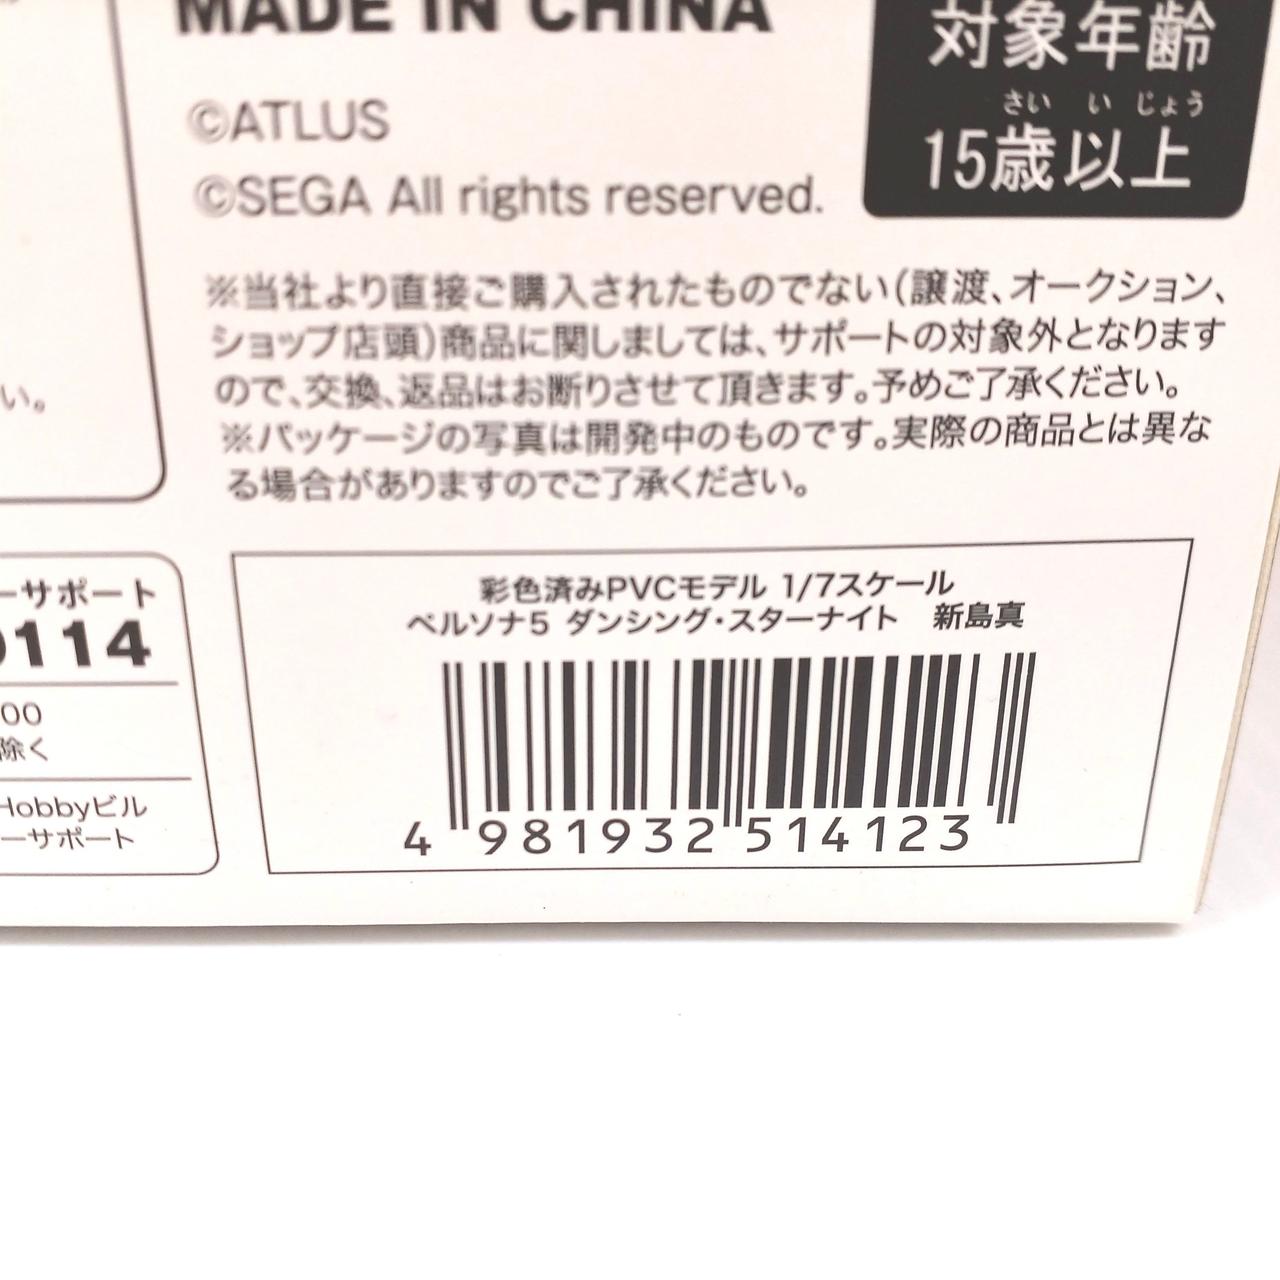 MADE IN CHINA
©ATLUS
©SEGA All rights reserved.
対象年齢
さい い じょう
15歳以上
※当社より直接ご購入されたものでない(譲渡、オークション、
ショップ店頭)商品に関しましては、サポートの対象外となります
ので、交換、返品はお断りさせて頂きます。予めご了承ください。
※パッケージの写真は開発中のものです。実際の商品とは異な
る場合がありますのでご了承ください。
い。
ーサポート
0114
00
除く
Hobbyビル
ーサポート
彩色済みPVCモデル 1/7スケール
ペルソナ5 ダンシング・スターナイト 新島真
4 981932 514123